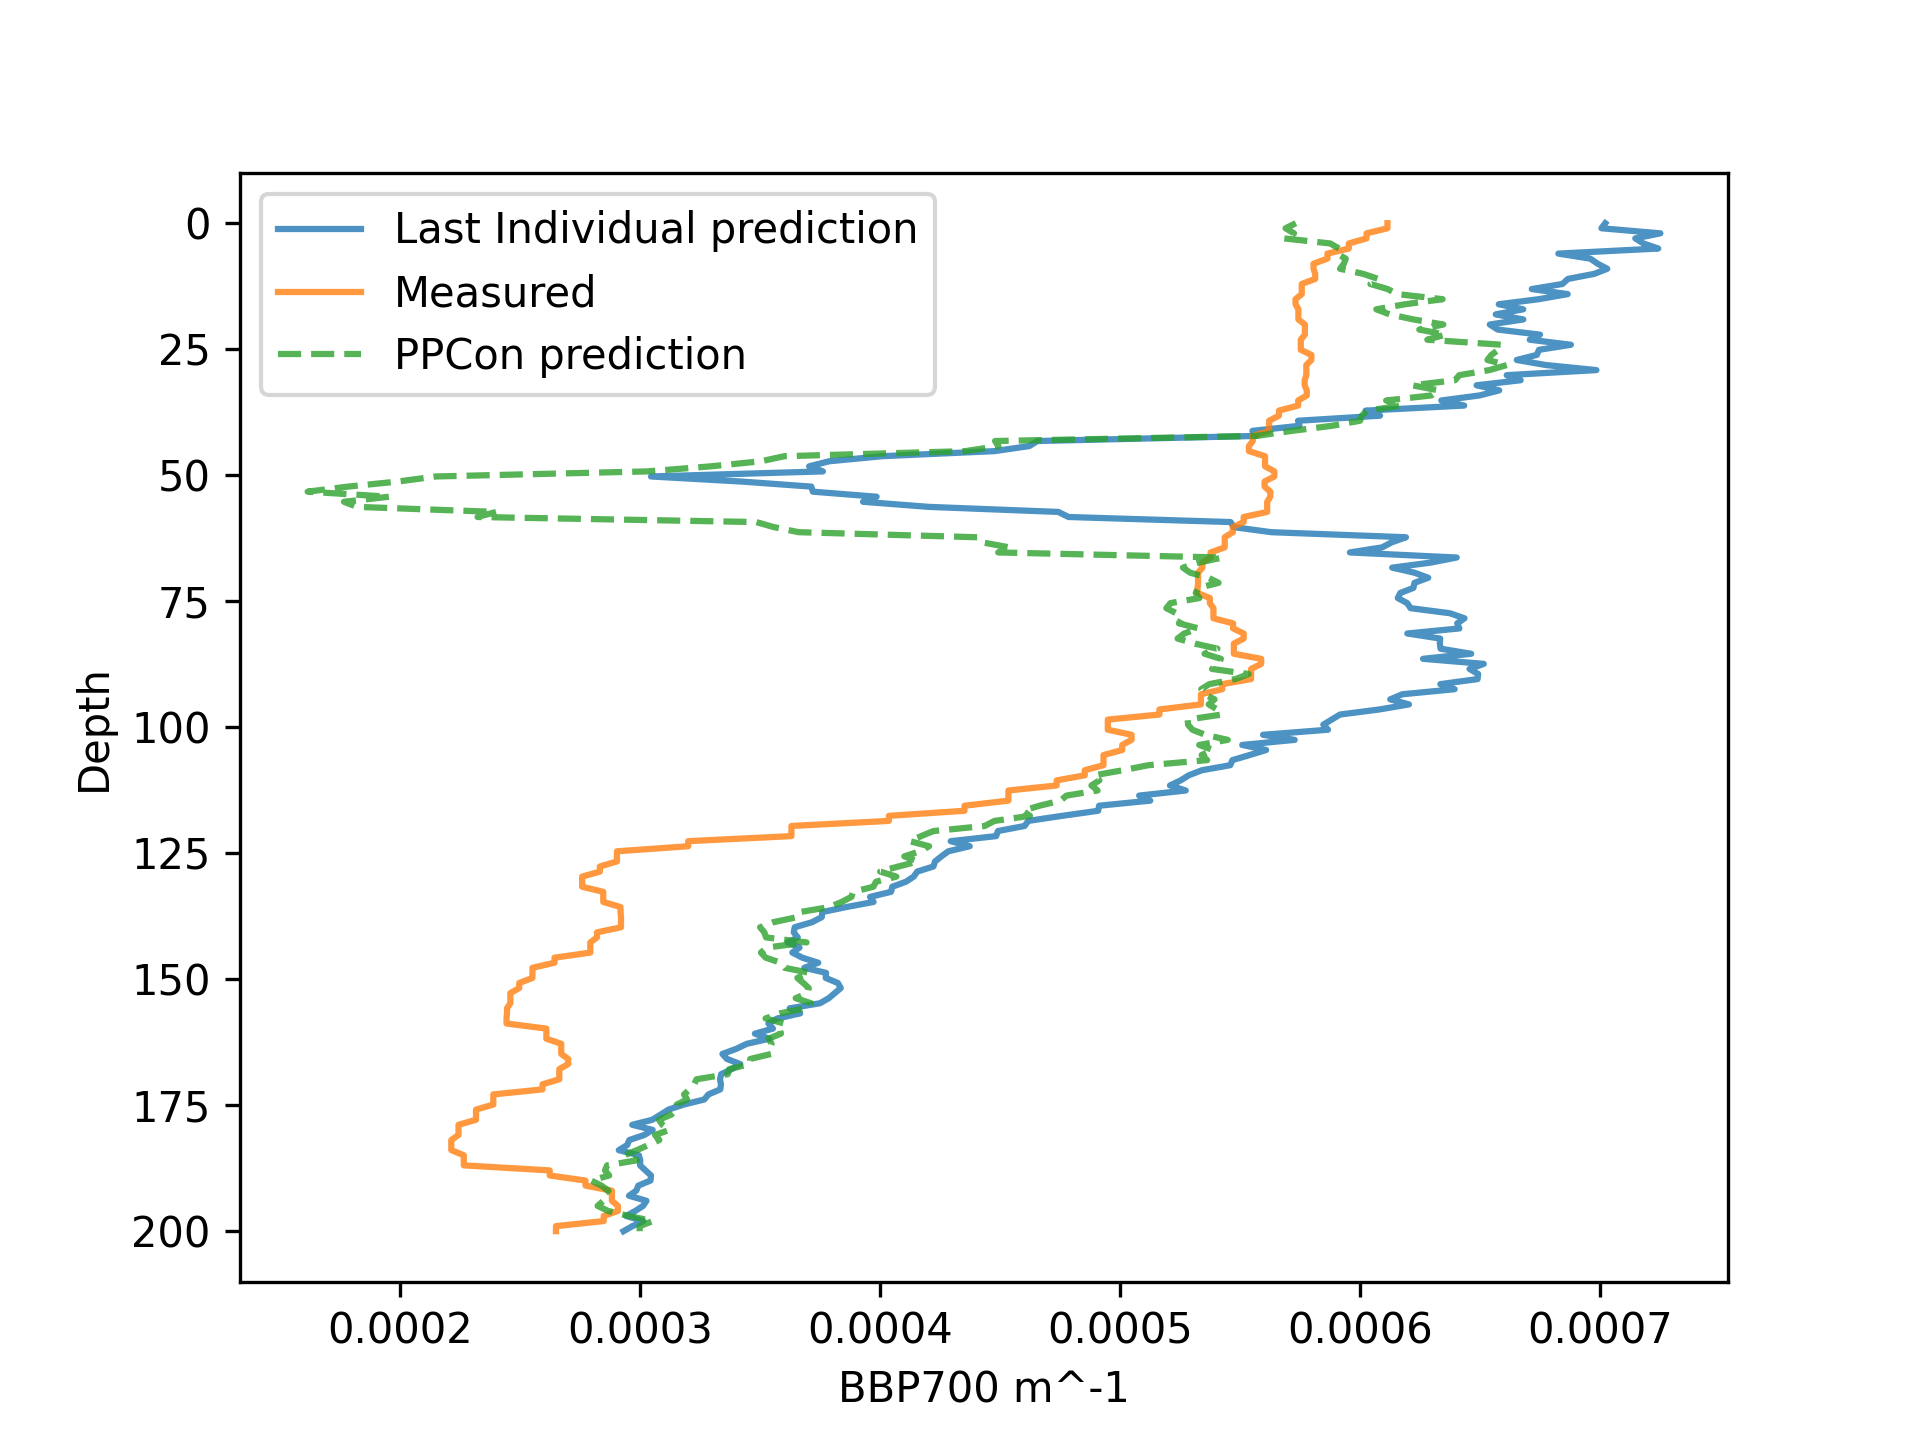 Last Individual prediction
Measured
PPCon prediction
0
25
50
75
100
125
150
175
200
Depth
0.0002 0.0003 0.0004 0.0005 0.0006 0.0007
BBP700 m^-1